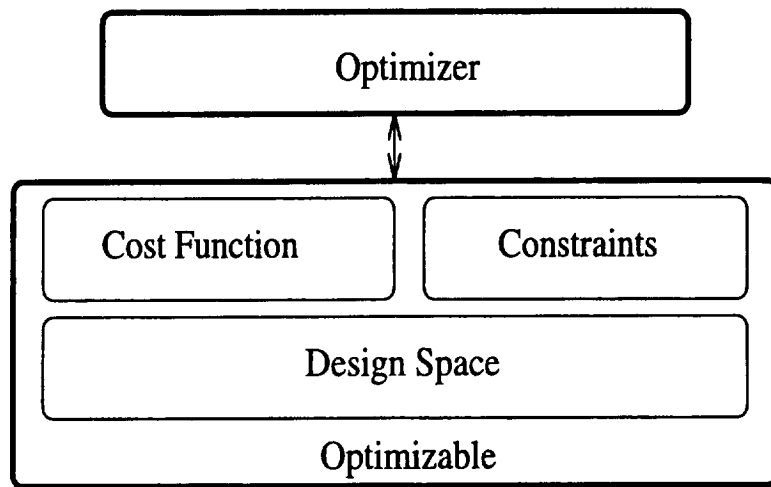 Optimizer
Cost Function
Constraints
Design Space
Optimizable